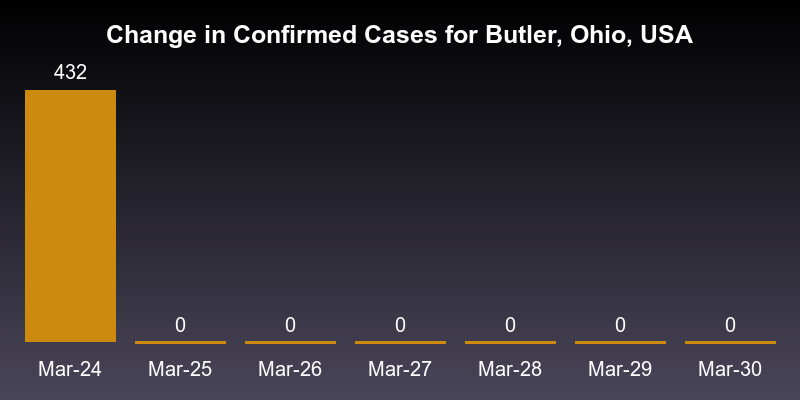 Change in Confirmed Cases for Butler, Ohio, USA
432
0 0 0 0 0 0
Mar-24 Mar-25 Mar-26 Mar-27 Mar-28 Mar-29 Mar-30